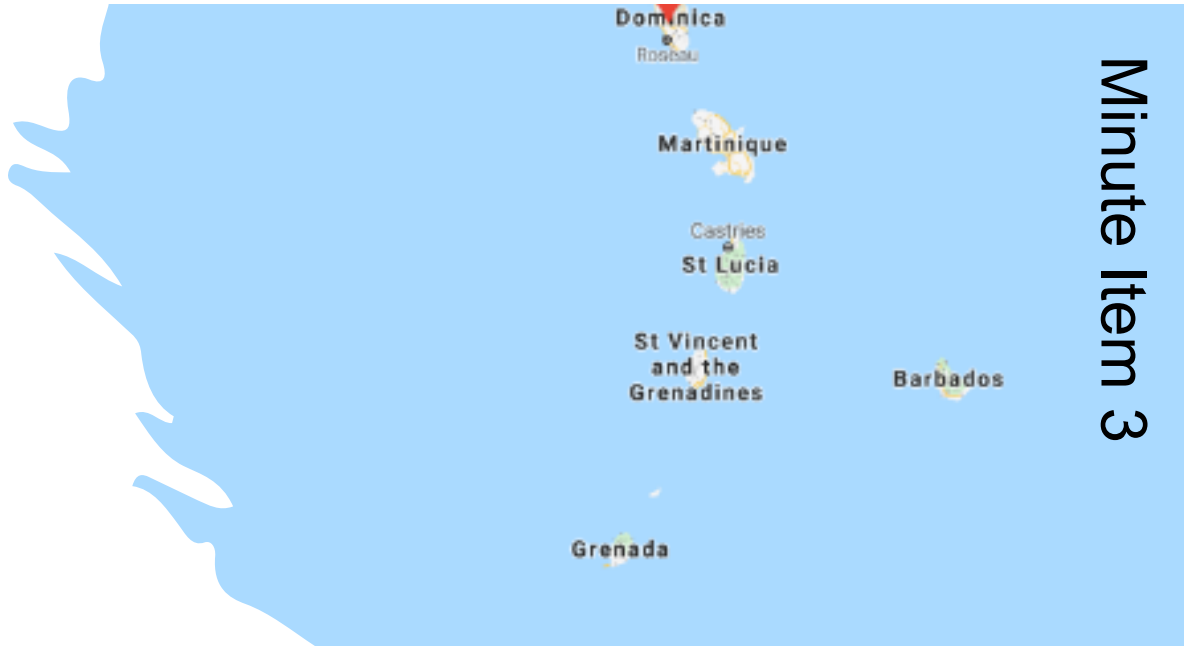 Dominica
Roseau
Martinique
Castries
St Lucia
St Vincent
and the
Grenadines
Barbados
Grenada
Minute Item 3